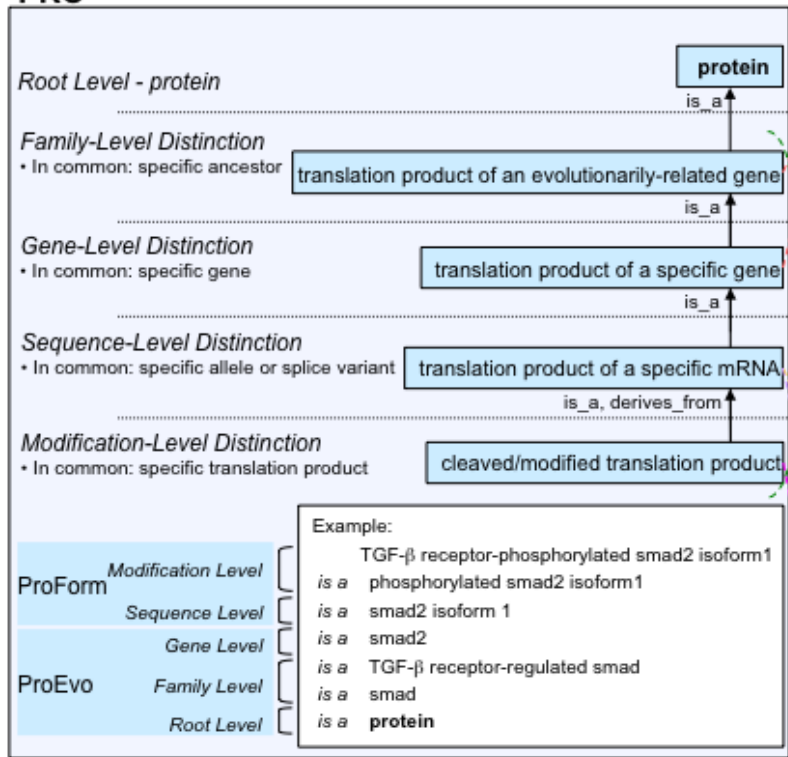 Root Level - protein
protein
is_a
Family-Level Distinction
• In common: specific ancestor
translation product of an evolutionarily-related gene
is_a
Gene-Level Distinction
• In common: specific gene
translation product of a specific gene
is_a
Sequence-Level Distinction
• In common: specific allele or splice variant
translation product of a specific mRNA
is_a, derives_from
Modification-Level Distinction
• In common: specific translation product
cleaved/modified translation product
Example:
TGF-β receptor-phosphorylated smad2 isoform1
ProForm
Modification Level
is a phosphorylated smad2 isoform1
Sequence Level
is a smad2 isoform 1
Gene Level
is a smad2
ProEvo
is a TGF-β receptor-regulated smad
Family Level
is a smad
Root Level
is a protein